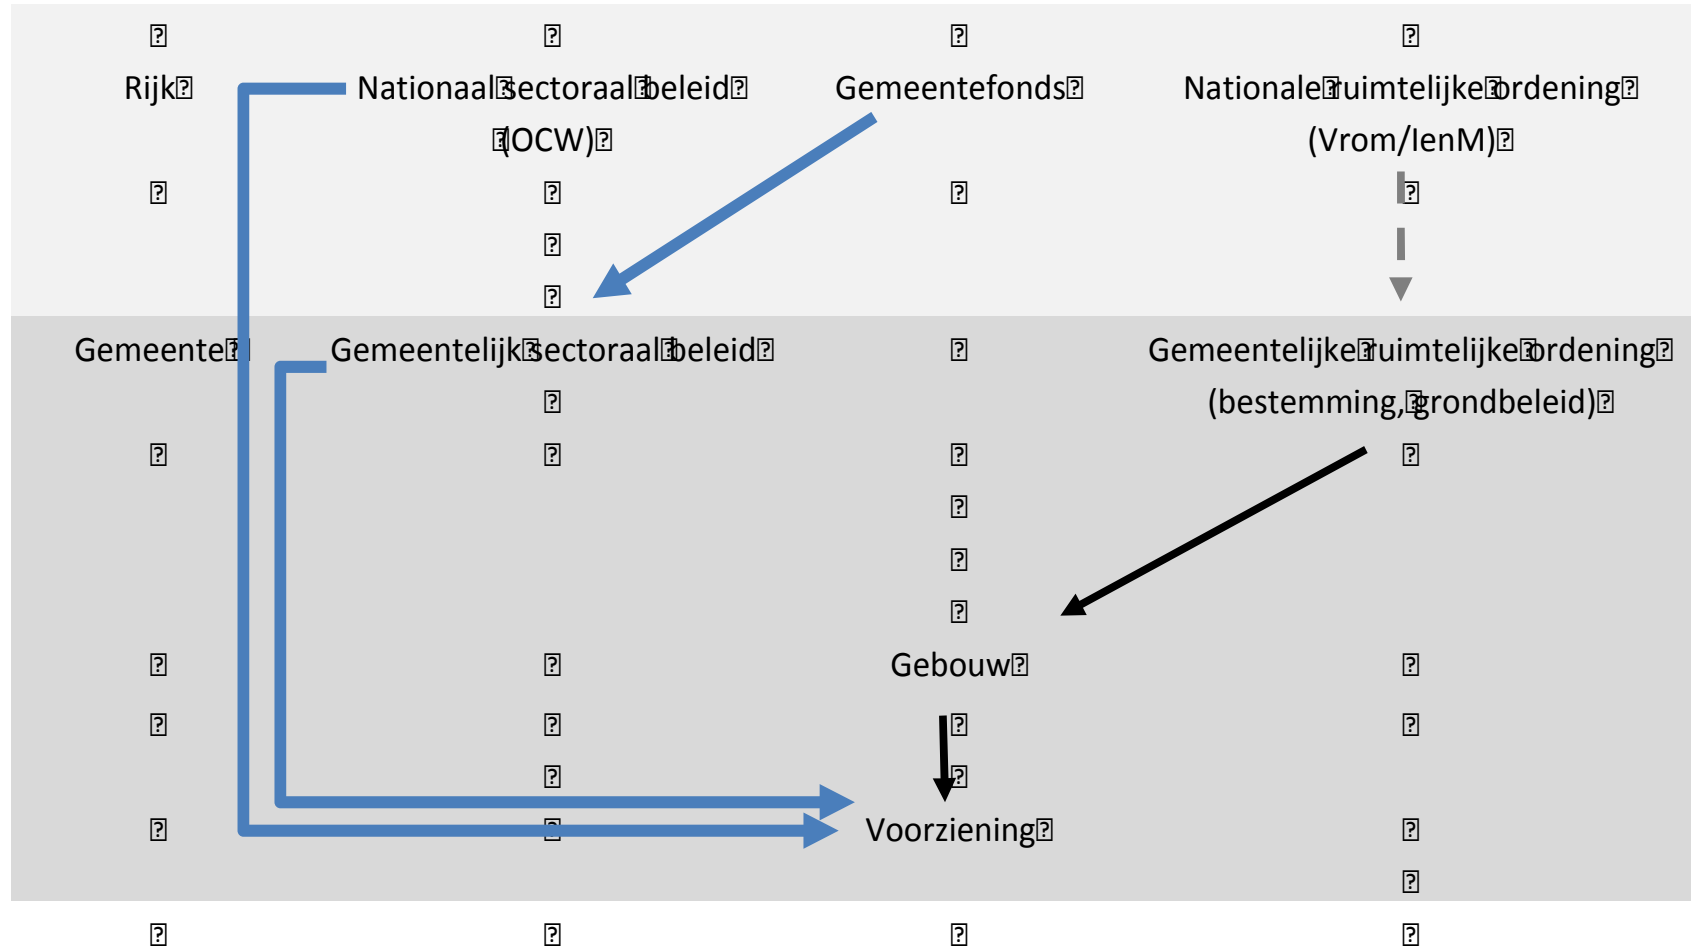 Rijk Nationaal sectoraal beleid Gemeentefonds Nationale ruimtelijke ordening
(OCW) (Vrom/IenM)
Gemeente Gemeentelijk sectoraal beleid Gemeentelijke ruimtelijke ordening
(bestemming, grondbeleid)
Gebouw
Voorziening